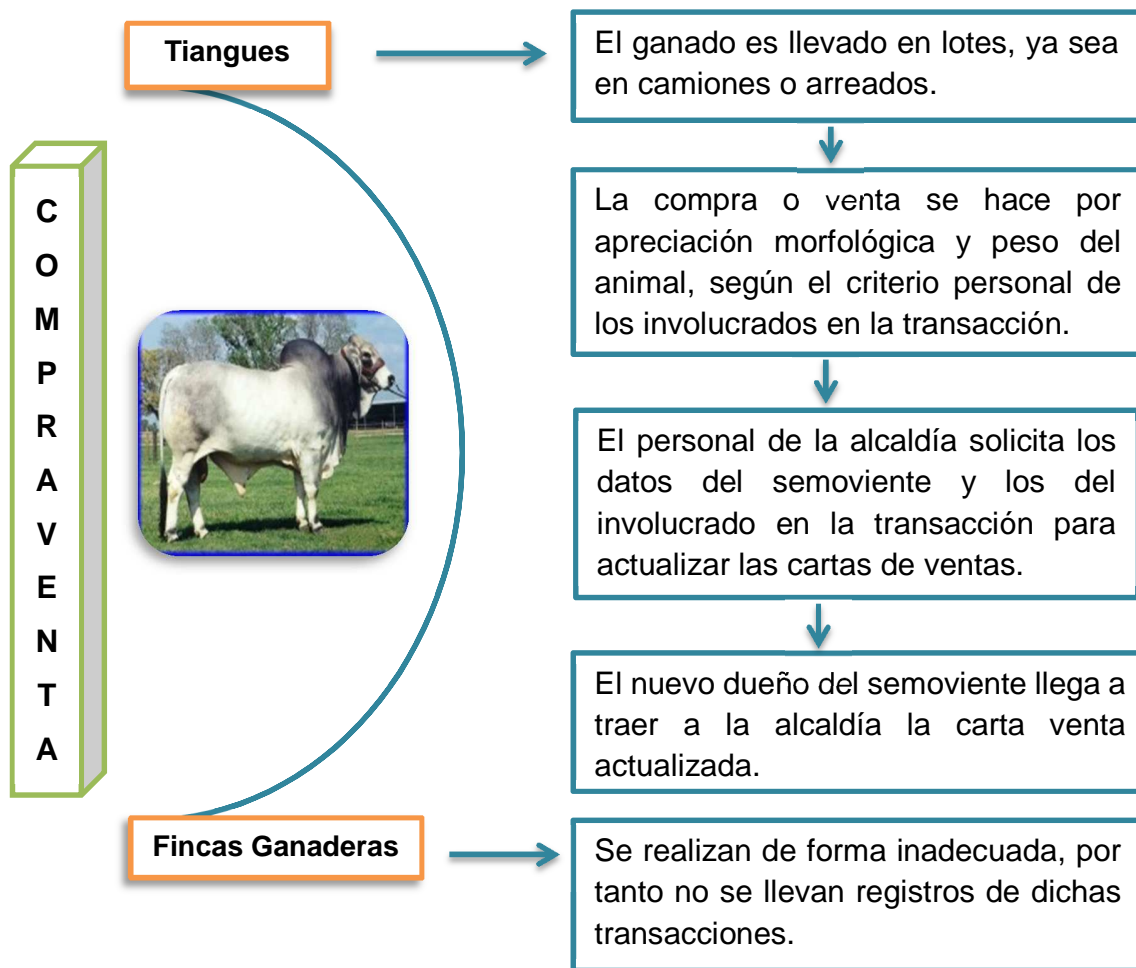 Tiangues
El ganado es llevado en lotes, ya sea
en camiones o arreados.
COMPRAVENTA
La compra o venta se hace por
apreciación morfológica y peso del
animal, según el criterio personal de
los involucrados en la transacción.
El personal de la alcaldía solicita los
datos del semoviente y los del
involucrado en la transacción para
actualizar las cartas de ventas.
El nuevo dueño del semoviente llega a
traer a la alcaldía la carta venta
actualizada.
Fincas Ganaderas
Se realizan de forma inadecuada, por
tanto no se llevan registros de dichas
transacciones.